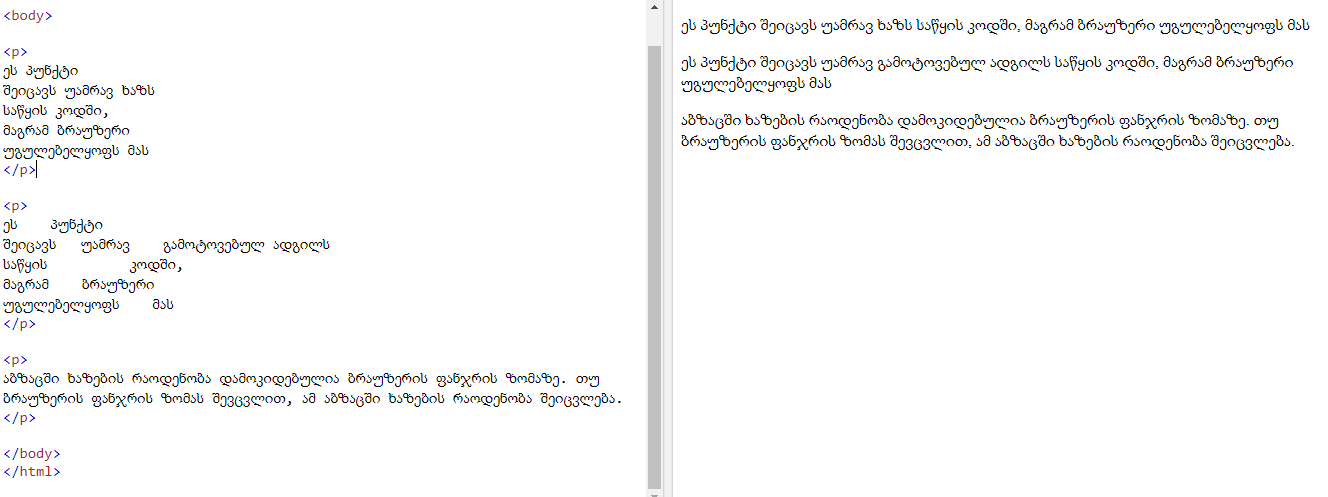 <body>
<p>
ეს პუნქტი
შეიცავს უამრავ ხაზს
საწყის კოდში,
მაგრამ ბრაუზერი
უგულებელყოფს მას
</p>
<p>
ეს    პუნქტი
შეიცავს   უამრავ    გამოტოვებულ ადგილს
საწყის          კოდში,
მაგრამ    ბრაუზერი
უგულებელყოფს    მას
</p>
<p>
აბზაცში ხაზების რაოდენობა დამოკიდებულია ბრაუზერის ფანჯრის ზომაზე. თუ
ბრაუზერის ფანჯრის ზომას შევცვლით, ამ აბზაცში ხაზების რაოდენობა შეიცვლება.
</p>
</body>
</html>
ეს პუნქტი შეიცავს უამრავ ხაზს საწყის კოდში, მაგრამ ბრაუზერი უგულებელყოფს მას
ეს პუნქტი შეიცავს უამრავ გამოტოვებულ ადგილს საწყის კოდში, მაგრამ ბრაუზერი
უგულებელყოფს მას
აბზაცში ხაზების რაოდენობა დამოკიდებულია ბრაუზერის ფანჯრის ზომაზე. თუ
ბრაუზერის ფანჯრის ზომას შევცვლით, ამ აბზაცში ხაზების რაოდენობა შეიცვლება.